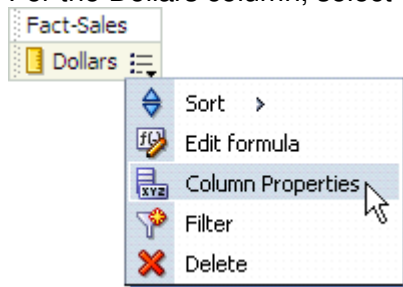 For the Dollars column, select
Fact-Sales
Dollars
Sort >
Edit formula
Column Properties
Filter
Delete